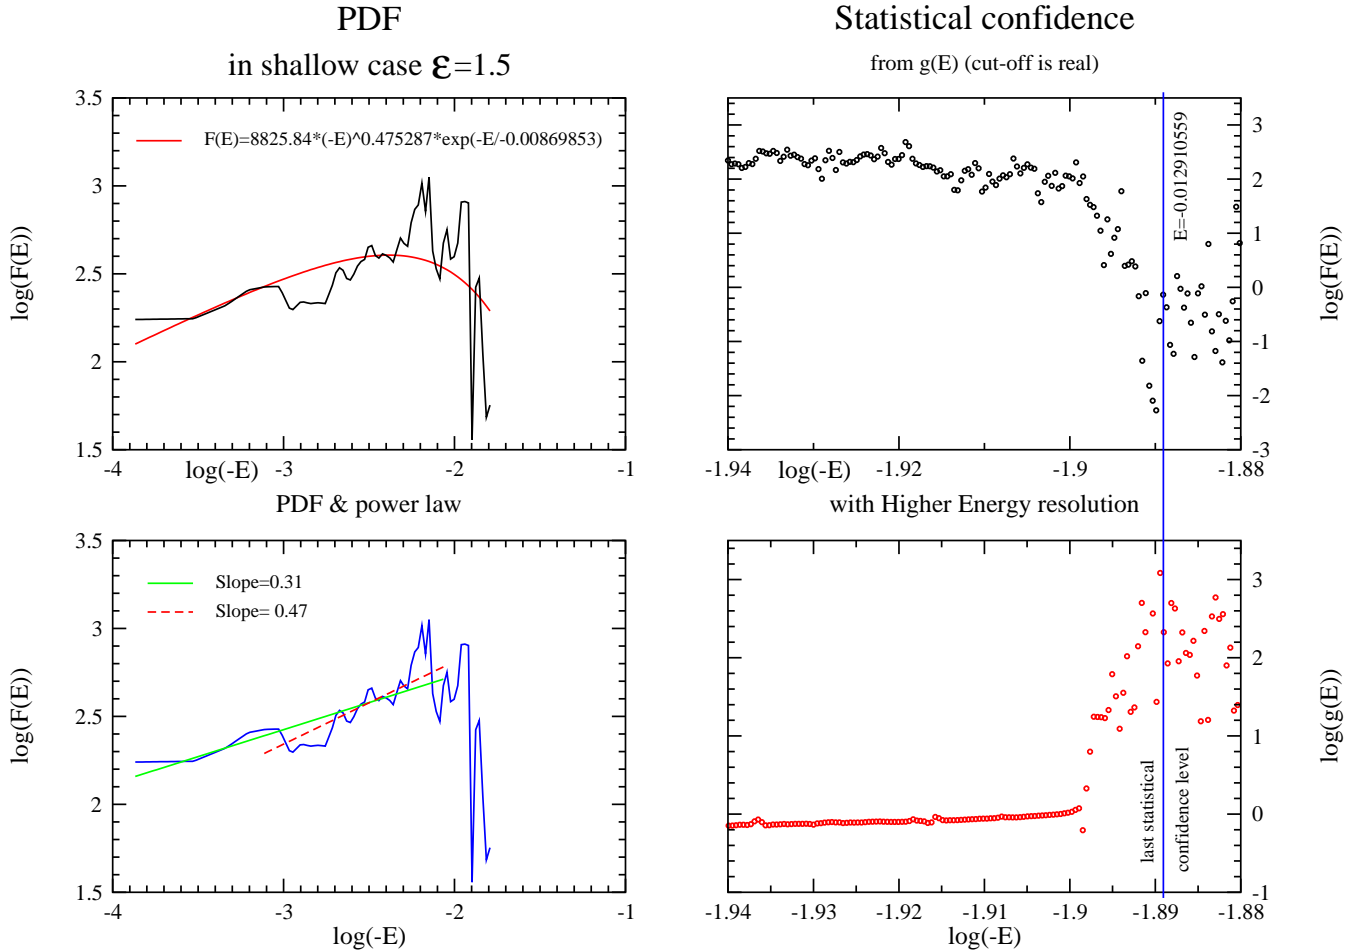 PDF
in shallow case ε=1.5
3.5
3
2.5
2
1.5
log(F(E))
F(E)=8825.84*(-E)^0.475287*exp(-E/-0.00869853)
-4
-3
-2
-1
log(-E)
Statistical confidence
from g(E) (cut-off is real)
3
2
1
0
-1
-2
-3
log(F(E))
E=-0.012910559
-1.94
-1.92
-1.9
-1.88
log(-E)
PDF & power law
3.5
3
2.5
2
1.5
log(F(E))
Slope=0.31
Slope= 0.47
-4
-3
-2
-1
log(-E)
with Higher Energy resolution
3
2
1
0
-1
log(g(E))
last statistical
confidence level
-1.94
-1.93
-1.92
-1.91
-1.9
-1.89
-1.88
log(-E)